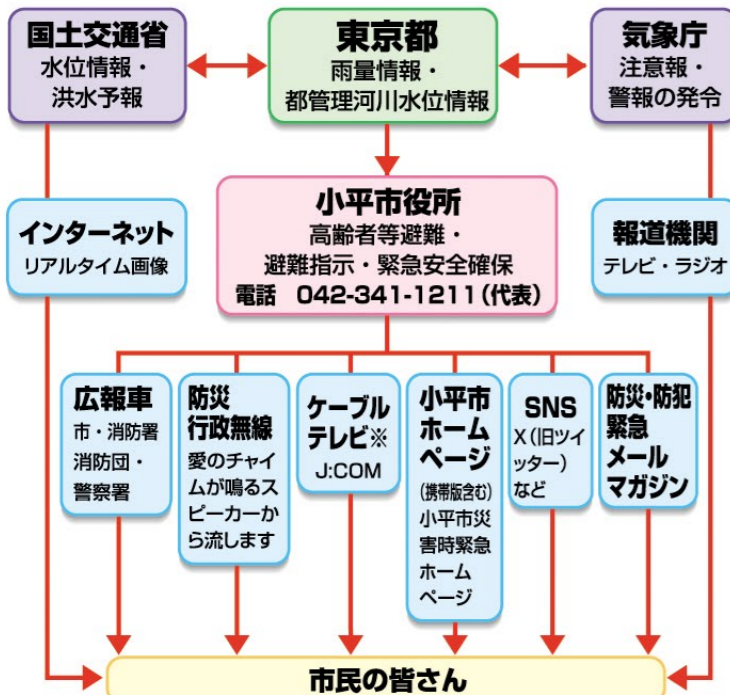 国土交通省
水位情報・
洪水予報
東京都
雨量情報・
都管理河川水位情報
気象庁
注意報・
警報の発令
インターネット
リアルタイム画像
小平市役所
高齢者等避難・
避難指示・緊急安全確保
電話　042-341-1211（代表）
報道機関
テレビ・ラジオ
広報車
市・消防署
消防団・
警察署
防災
行政無線
愛のチャイ
ムが鳴るス
ピーカーか
ら流します
ケーブル
テレビ※
J:COM
小平市
ホーム
ページ
（携帯版含む）
小平市災
害時緊急
ホーム
ページ
SNS
X（旧ツイ
ッター）
など
防災・防犯
緊急
メール
マガジン
市民の皆さん